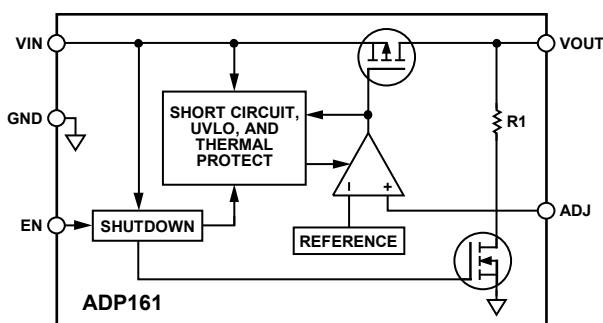 VIN
VOUT
GND
SHORT CIRCUIT,
UVLO, AND
THERMAL
PROTECT
R1
– +
ADJ
EN
SHUTDOWN
REFERENCE
ADP161